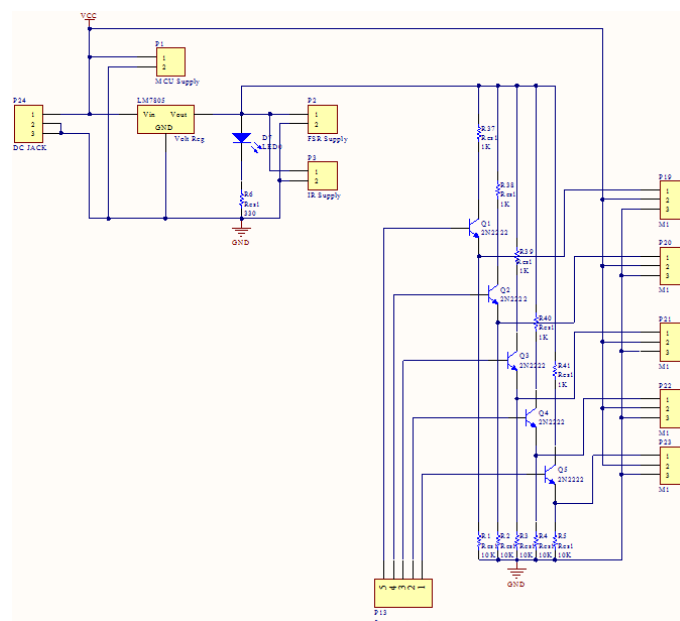 VCC
P1
1
2
MCU Supply
P24
1
2
3
DC JACK
LM7805
Vin Vout
GND
Volt Reg
D7
LED0
R6
Res1
330
GND
P2
1
2
FSR Supply
P3
1
2
IR Supply
R37
Res1
1K
R38
Res1
1K
R39
Res1
1K
R40
Res1
1K
R41
Res1
1K
Q1
2N2222
Q2
2N2222
Q3
2N2222
Q4
2N2222
Q5
2N2222
R1
Res1
10K
R2
Res1
10K
R3
Res1
10K
R4
Res1
10K
R5
Res1
10K
GND
P19
1
2
3
M1
P20
1
2
3
M1
P21
1
2
3
M1
P22
1
2
3
M1
P23
1
2
3
M1
5 4 3 2 1
P13